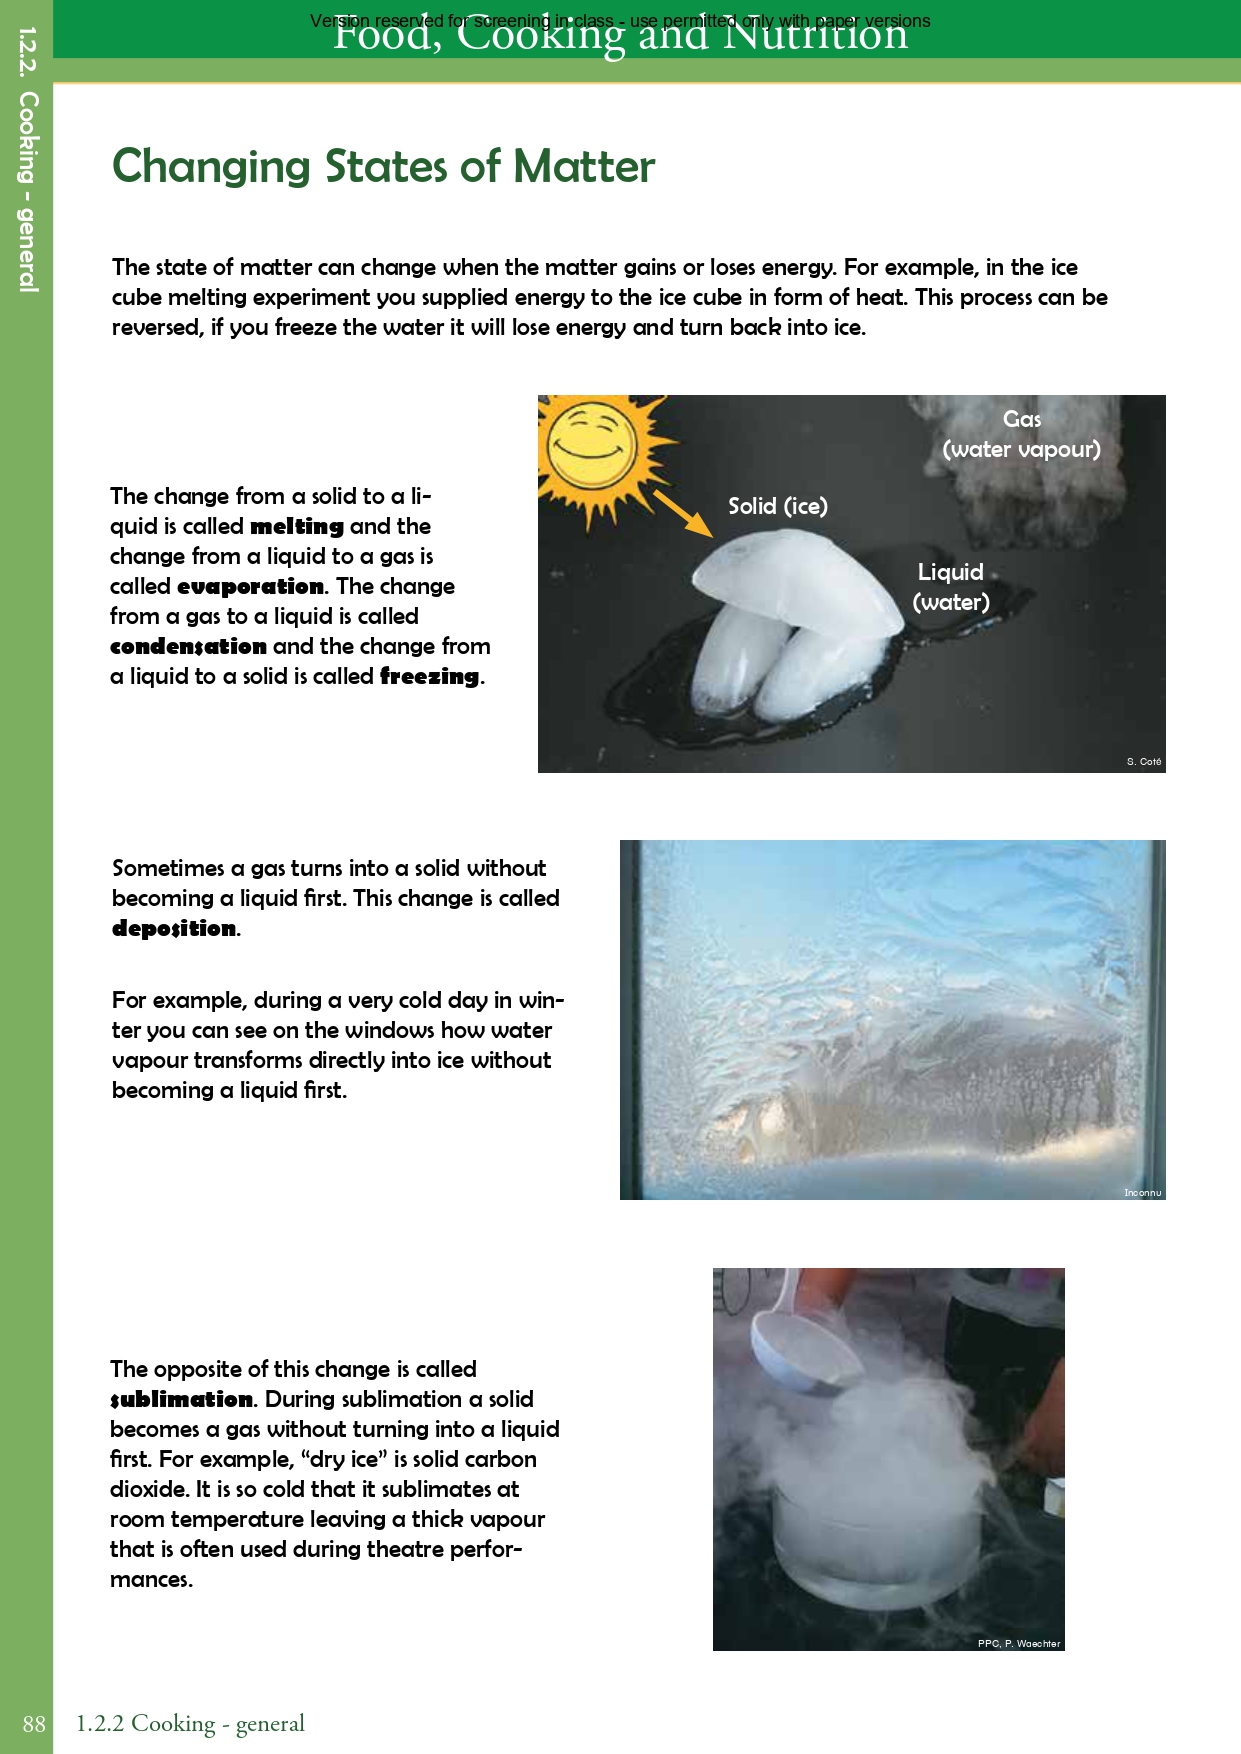 Version reserved for screening in class - use permitted only with paper versions
Food, Cooking and Nutrition
1.2.2. Cooking - general
Changing States of Matter
The state of matter can change when the matter gains or loses energy. For example, in the ice
cube melting experiment you supplied energy to the ice cube in form of heat. This process can be
reversed, if you freeze the water it will lose energy and turn back into ice.
The change from a solid to a li-
quid is called melting and the
change from a liquid to a gas is
called evaporation. The change
from a gas to a liquid is called
condensation and the change from
a liquid to a solid is called freezing.
Gas
(water vapour)
Solid (ice)
Liquid
(water)
S. Coté
Sometimes a gas turns into a solid without
becoming a liquid first. This change is called
deposition.
For example, during a very cold day in win-
ter you can see on the windows how water
vapour transforms directly into ice without
becoming a liquid first.
Inconnu
The opposite of this change is called
sublimation. During sublimation a solid
becomes a gas without turning into a liquid
first. For example, “dry ice” is solid carbon
dioxide. It is so cold that it sublimates at
room temperature leaving a thick vapour
that is often used during theatre perfor-
mances.
PPC, P. Waechter
88
1.2.2 Cooking - general